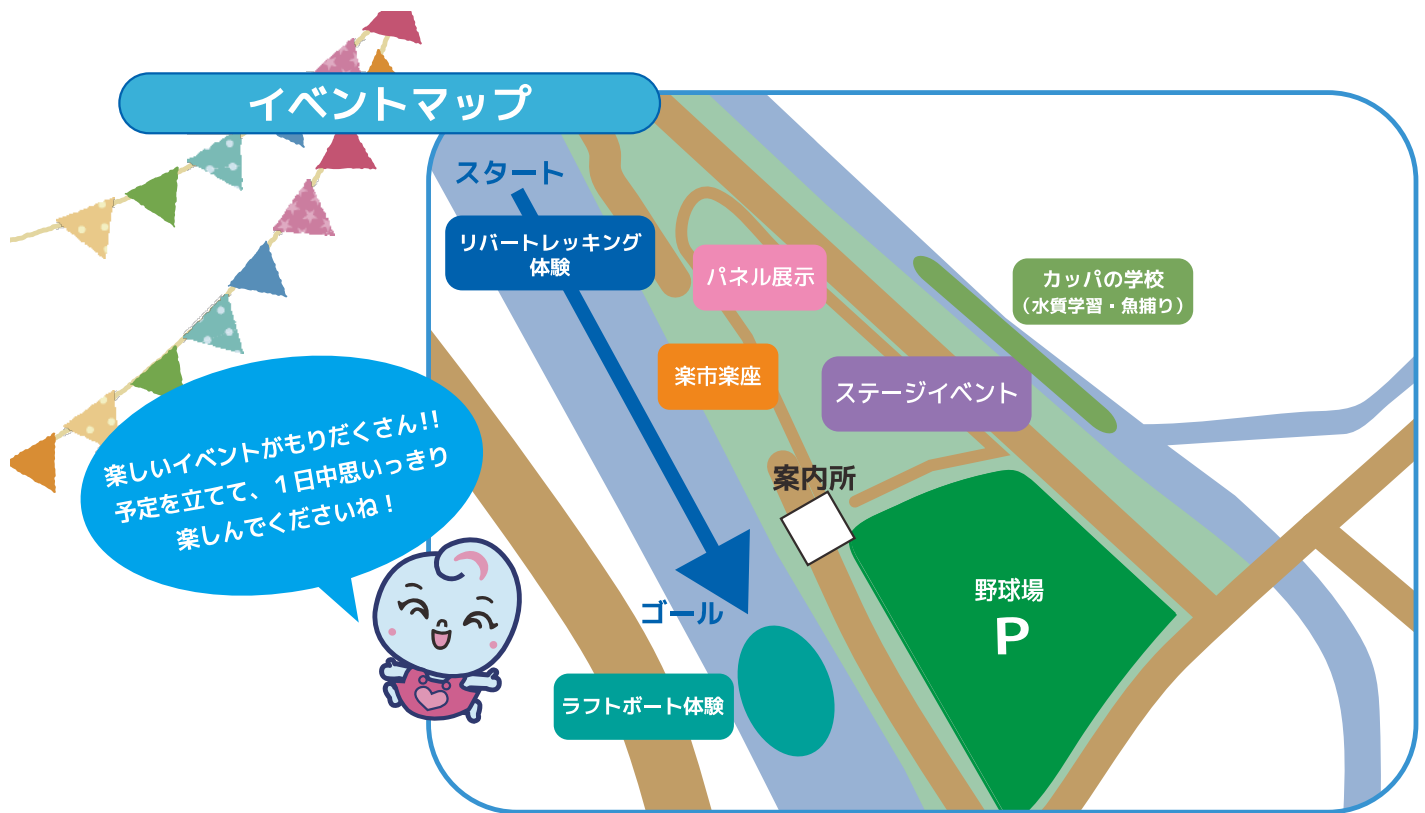 イベントマップ
スタート
リバートレッキング
体験
パネル展示
カッパの学校
（水質学習・魚捕り）
楽市楽座
ステージイベント
楽しいイベントがもりだくさん!!
予定を立てて、1日中思いっきり
楽しんでくださいね！
案内所
野球場
P
ゴール
ラフトボート体験